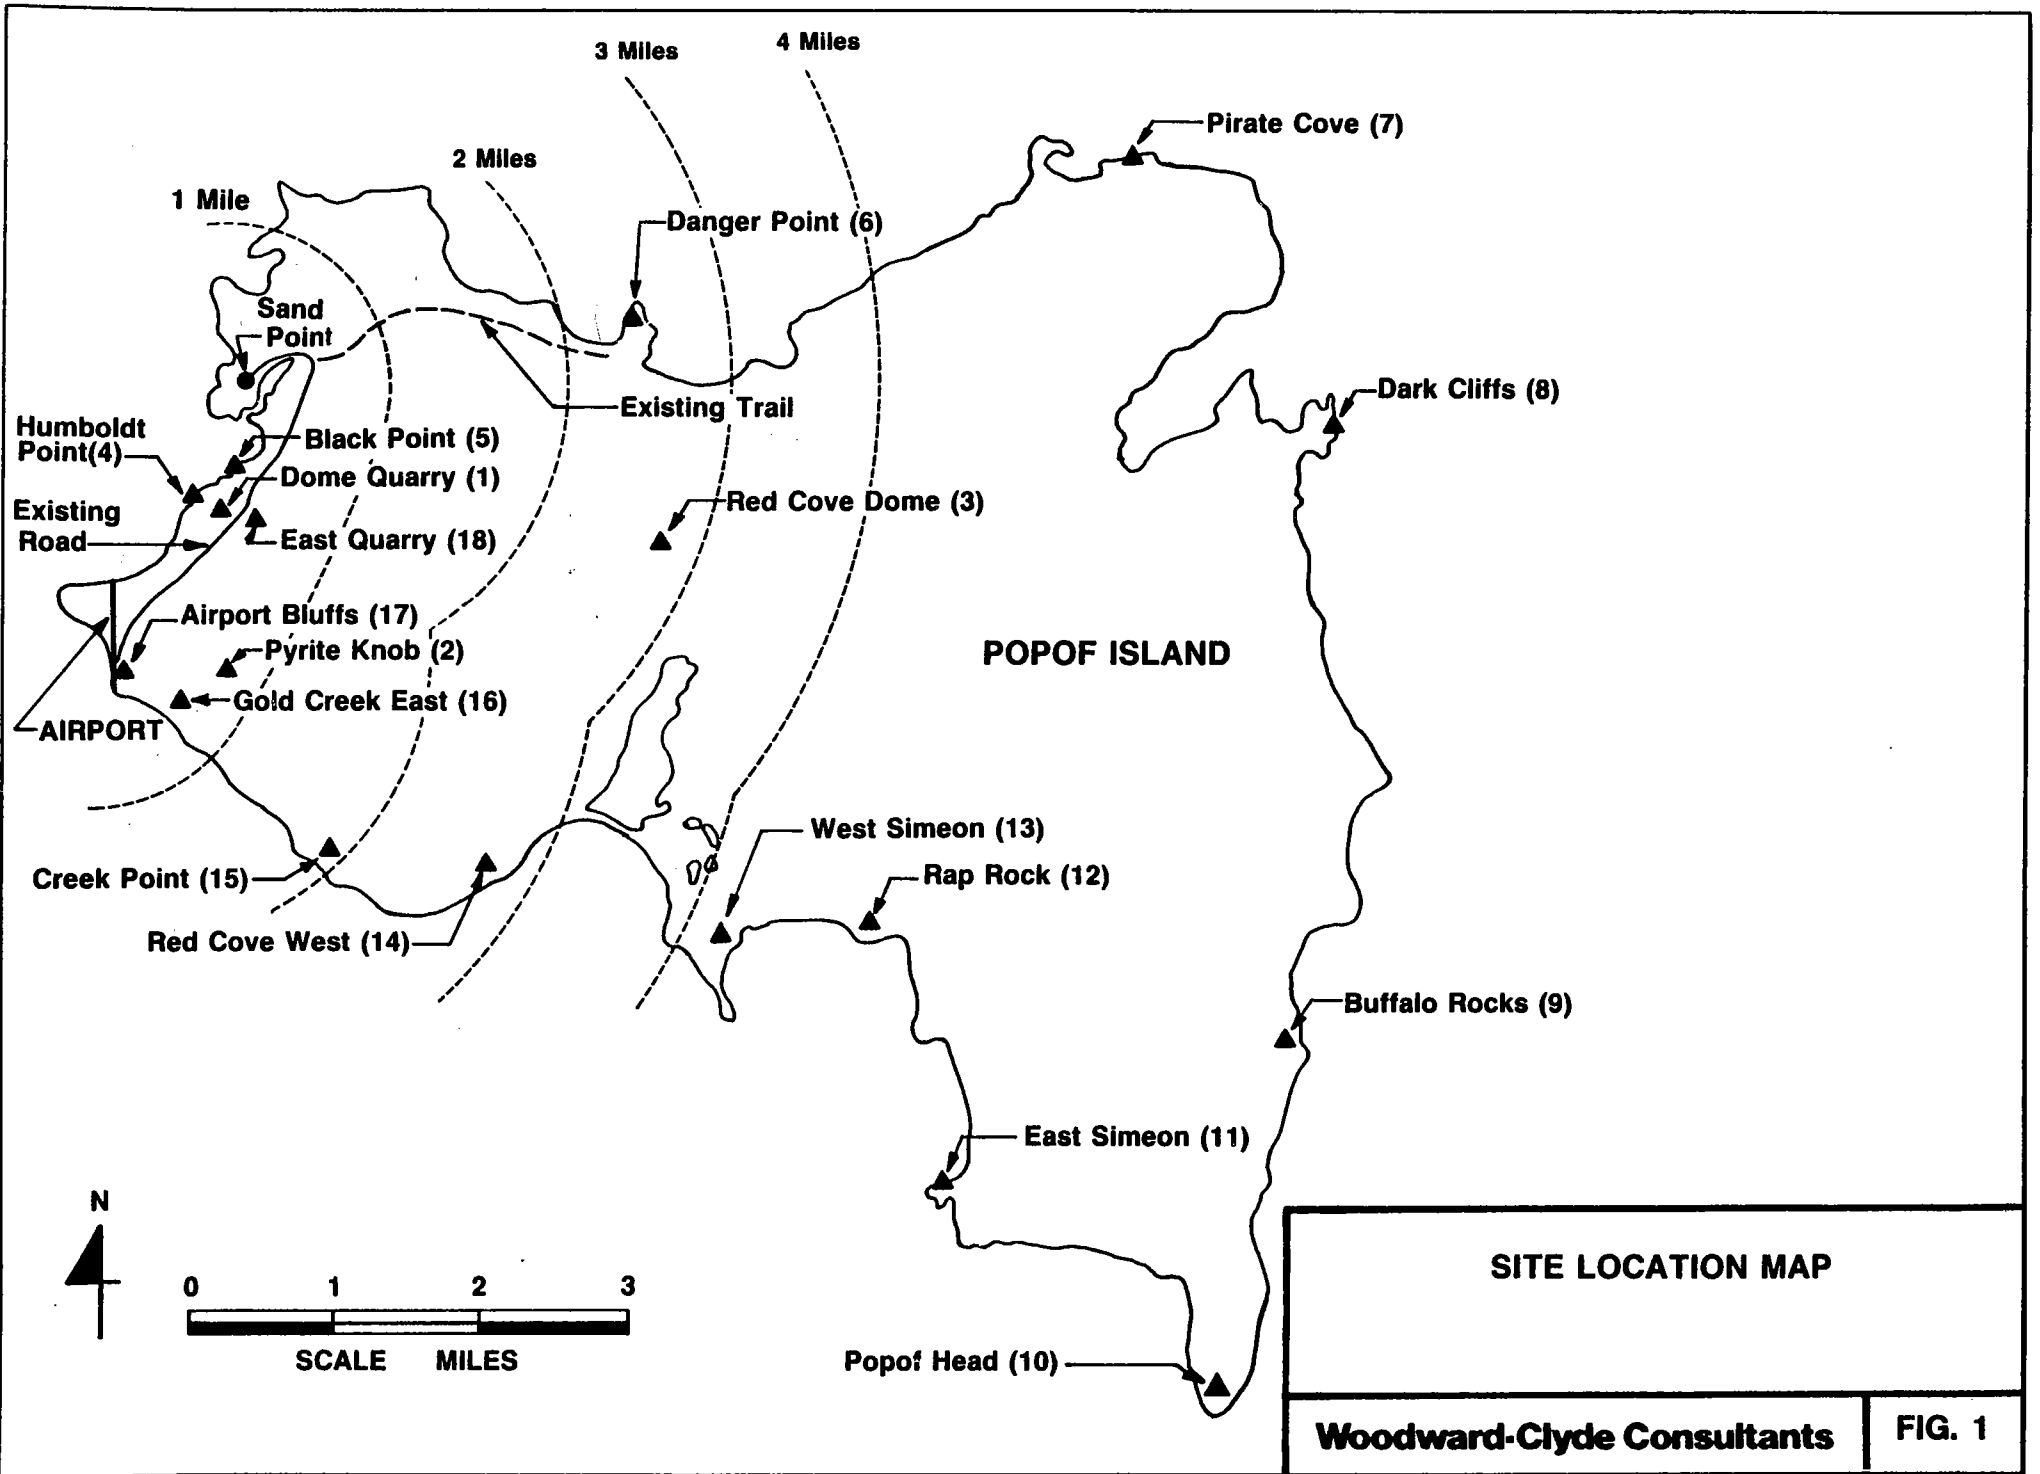 3 Miles
4 Miles
Pirate Cove (7)
2 Miles
1 Mile
Danger Point (6)
Sand
Point
Existing Trail
Dark Cliffs (8)
Humboldt
Point(4)
Black Point (5)
Dome Quarry (1)
Red Cove Dome (3)
Existing
Road
East Quarry (18)
Airport Bluffs (17)
Pyrite Knob (2)
POPOF ISLAND
Gold Creek East (16)
AIRPORT
West Simeon (13)
Creek Point (15)
Rap Rock (12)
Red Cove West (14)
Buffalo Rocks (9)
East Simeon (11)
N
0 1 2 3
SCALE MILES
Popof Head (10)
SITE LOCATION MAP
Woodward-Clyde Consultants
FIG. 1